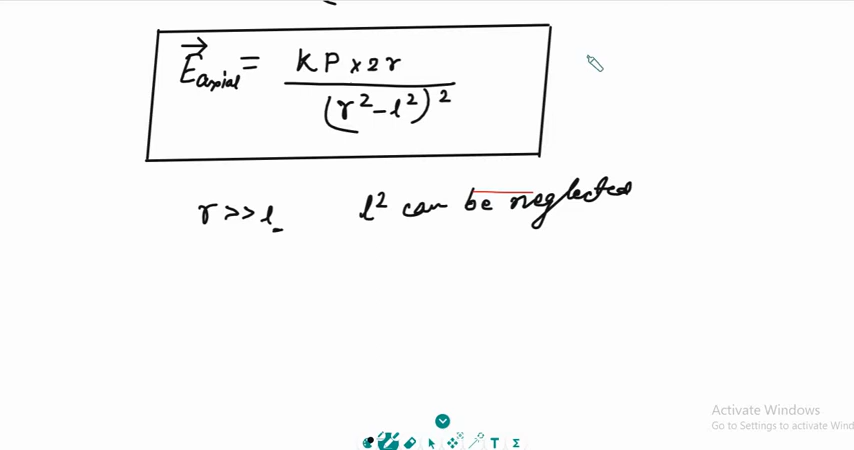 →
E axial = KP × 2r
(r² – l²)²
r >> l l² can be neglected
Activate Windows
Go to Settings to activate Wind
T Σ